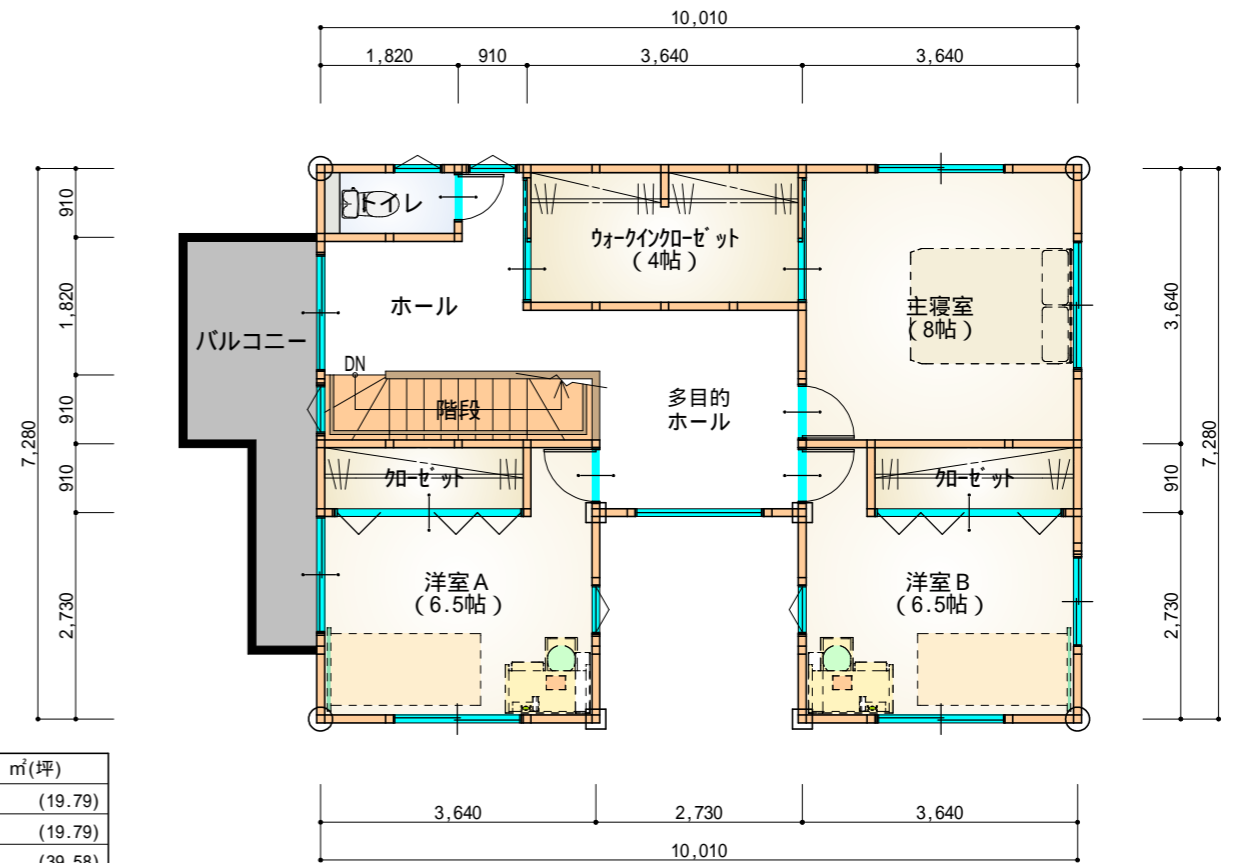 10,010
1,820
910
3,640
3,640
910
1,820
910
910
2,730
7,280
トイレ
ウォークインクローゼット
（4帖）
ホール
バルコニー
DN
階段
多目的
ホール
主寝室
（8帖）
クローゼット
クローゼット
洋室A
（6.5帖）
洋室B
（6.5帖）
3,640
910
2,730
7,280
㎡(坪)
(19.79)
(19.79)
(39.58)
3,640
2,730
3,640
10,010